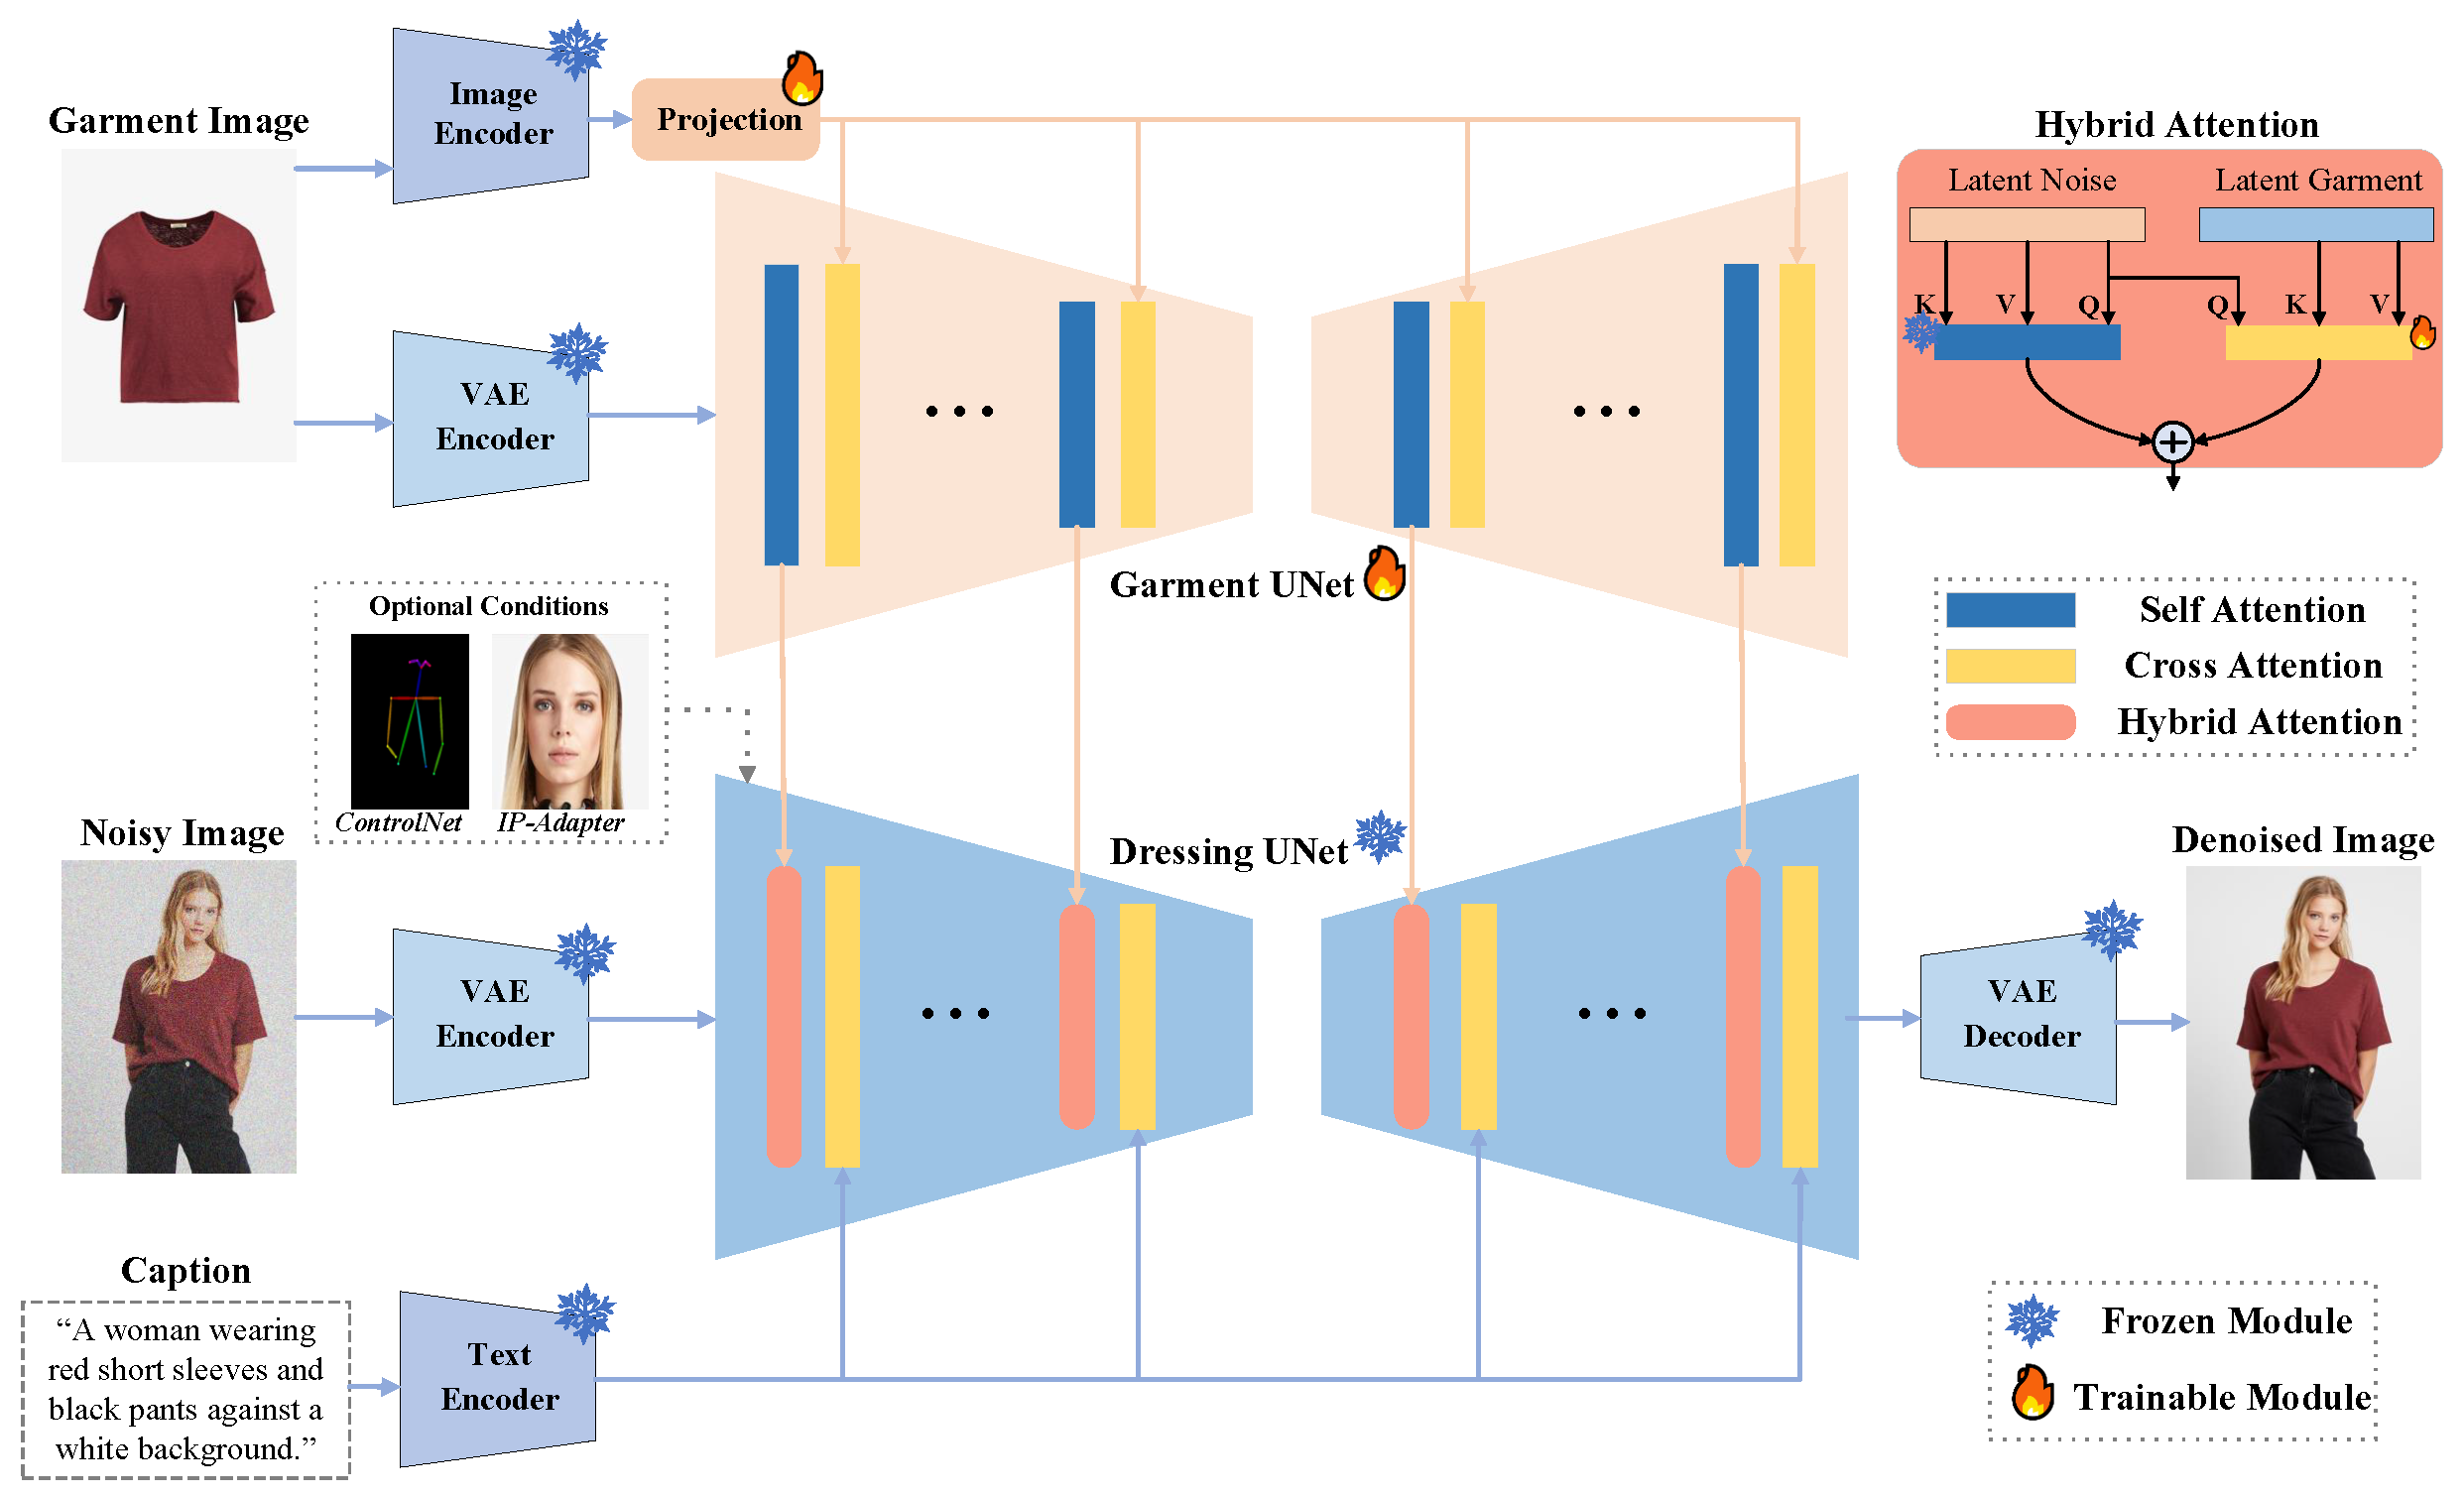 Garment Image
Image
Encoder
Projection
VAE
Encoder
Hybrid Attention
Latent Noise
Latent Garment
K
V
Q
Q
K
V
Garment UNet
Self Attention
Cross Attention
Hybrid Attention
Optional Conditions
ControlNet
IP-Adapter
Noisy Image
VAE
Encoder
Dressing UNet
Denoised Image
VAE
Decoder
Caption
“A woman wearing
red short sleeves and
black pants against a
white background.”
Text
Encoder
Frozen Module
Trainable Module